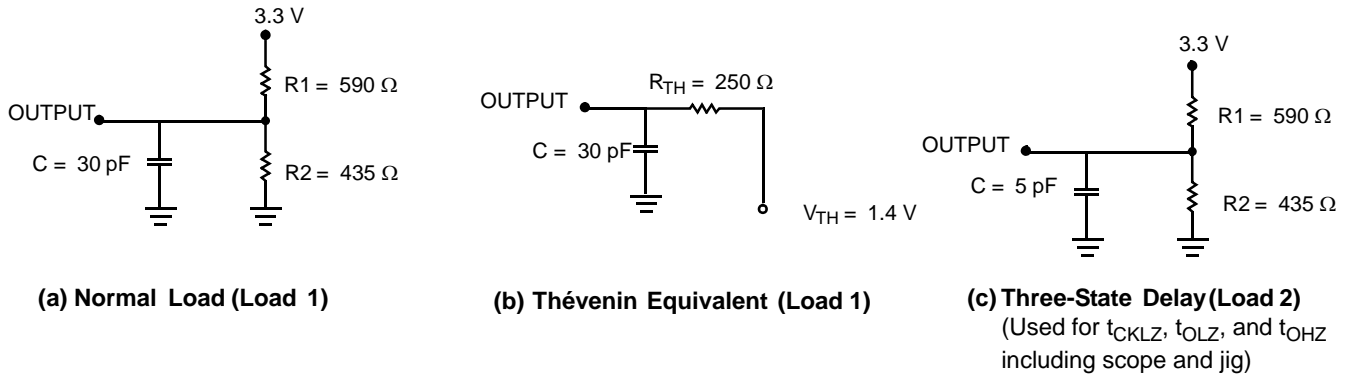 3.3 V
R1 = 590 Ω
OUTPUT
C = 30 pF
R2 = 435 Ω
(a) Normal Load (Load 1)
R_TH = 250 Ω
OUTPUT
C = 30 pF
V_TH = 1.4 V
(b) Thévenin Equivalent (Load 1)
3.3 V
R1 = 590 Ω
OUTPUT
C = 5 pF
R2 = 435 Ω
(c) Three-State Delay(Load 2)
(Used for t_CKLZ, t_OLZ, and t_OHZ
including scope and jig)